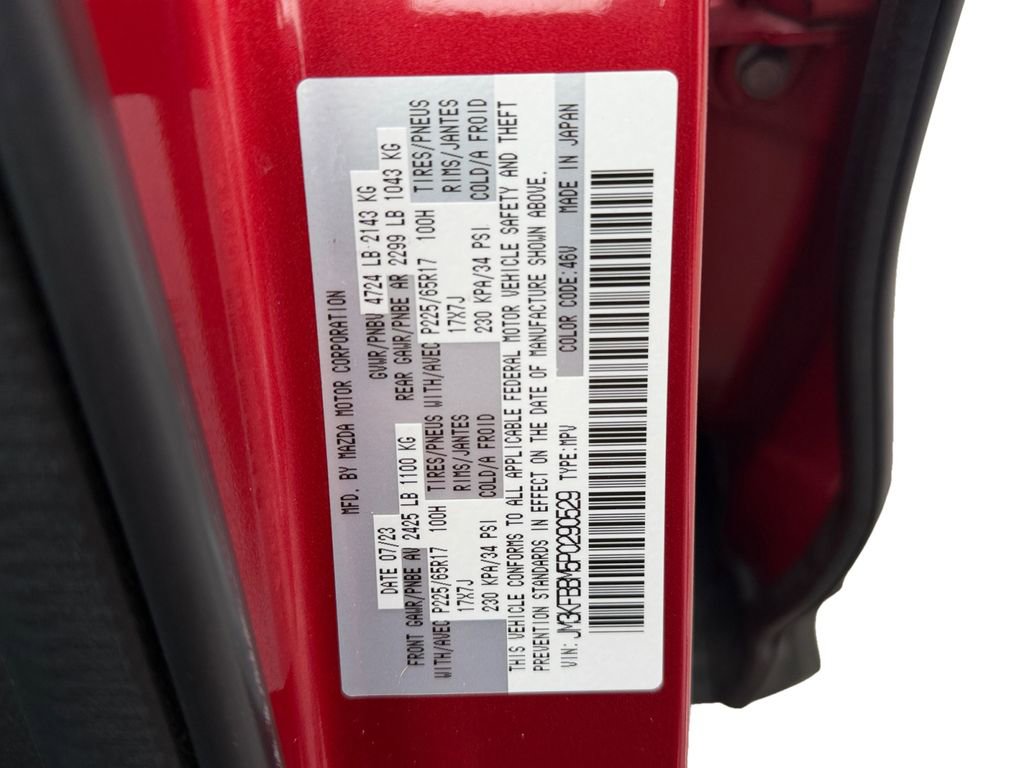 MFD. BY MAZDA MOTOR CORPORATION
DATE 07/23 GVWR/PNBV 4724 LB 2143 KG
FRONT GAWR/PNBE AV 2425 LB 1100 KG REAR GAWR/PNBE AR 2299 LB 1043 KG
WITH/AVEC P225/65R17 100H TIRES/PNEUS WITH/AVEC P225/65R17 100H TIRES/PNEUS
17X7J RIMS/JANTES 17X7J RIMS/JANTES
230 KPA/34 PSI COLD/A FROID 230 KPA/34 PSI COLD/A FROID
THIS VEHICLE CONFORMS TO ALL APPLICABLE FEDERAL MOTOR VEHICLE SAFETY AND THEFT
PREVENTION STANDARDS IN EFFECT ON THE DATE OF MANUFACTURE SHOWN ABOVE.
VIN: JM3KFBBM5P0290529 TYPE:MPV COLOR CODE:46V MADE IN JAPAN